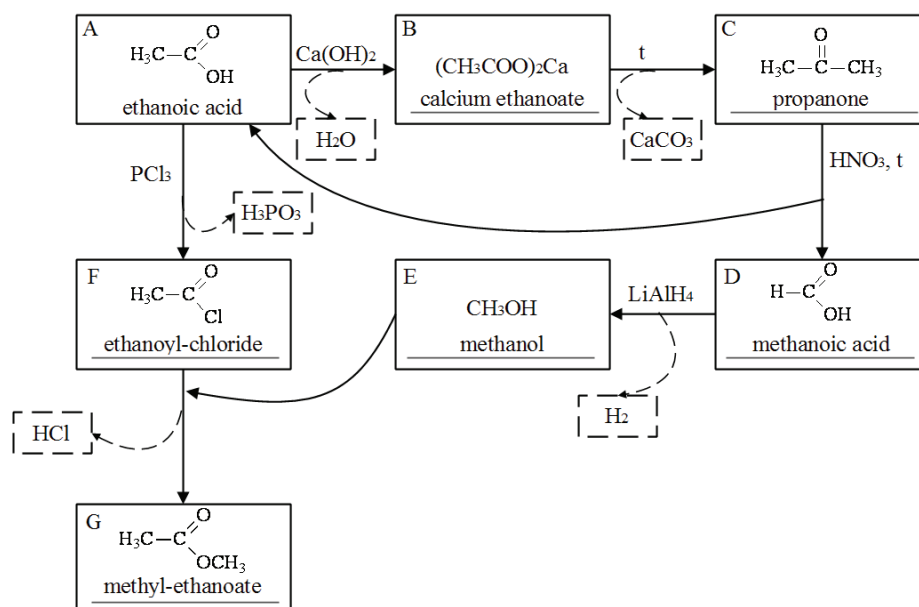 A
H₃C–C
O
OH
ethanoic acid
Ca(OH)2
H₂O
B
(CH3COO)2Ca
calcium ethanoate
t
CaCO₃
C
O
H₃C–C–CH₃
propanone
PCl₃
H₃PO₃
HNO₃, t
F
O
H₃C–C
Cl
ethanoyl-chloride
E
CH3OH
methanol
LiAlH₄
H₂
D
O
H–C
OH
methanoic acid
HCl
G
O
H₃C–C
OCH₃
methyl-ethanoate